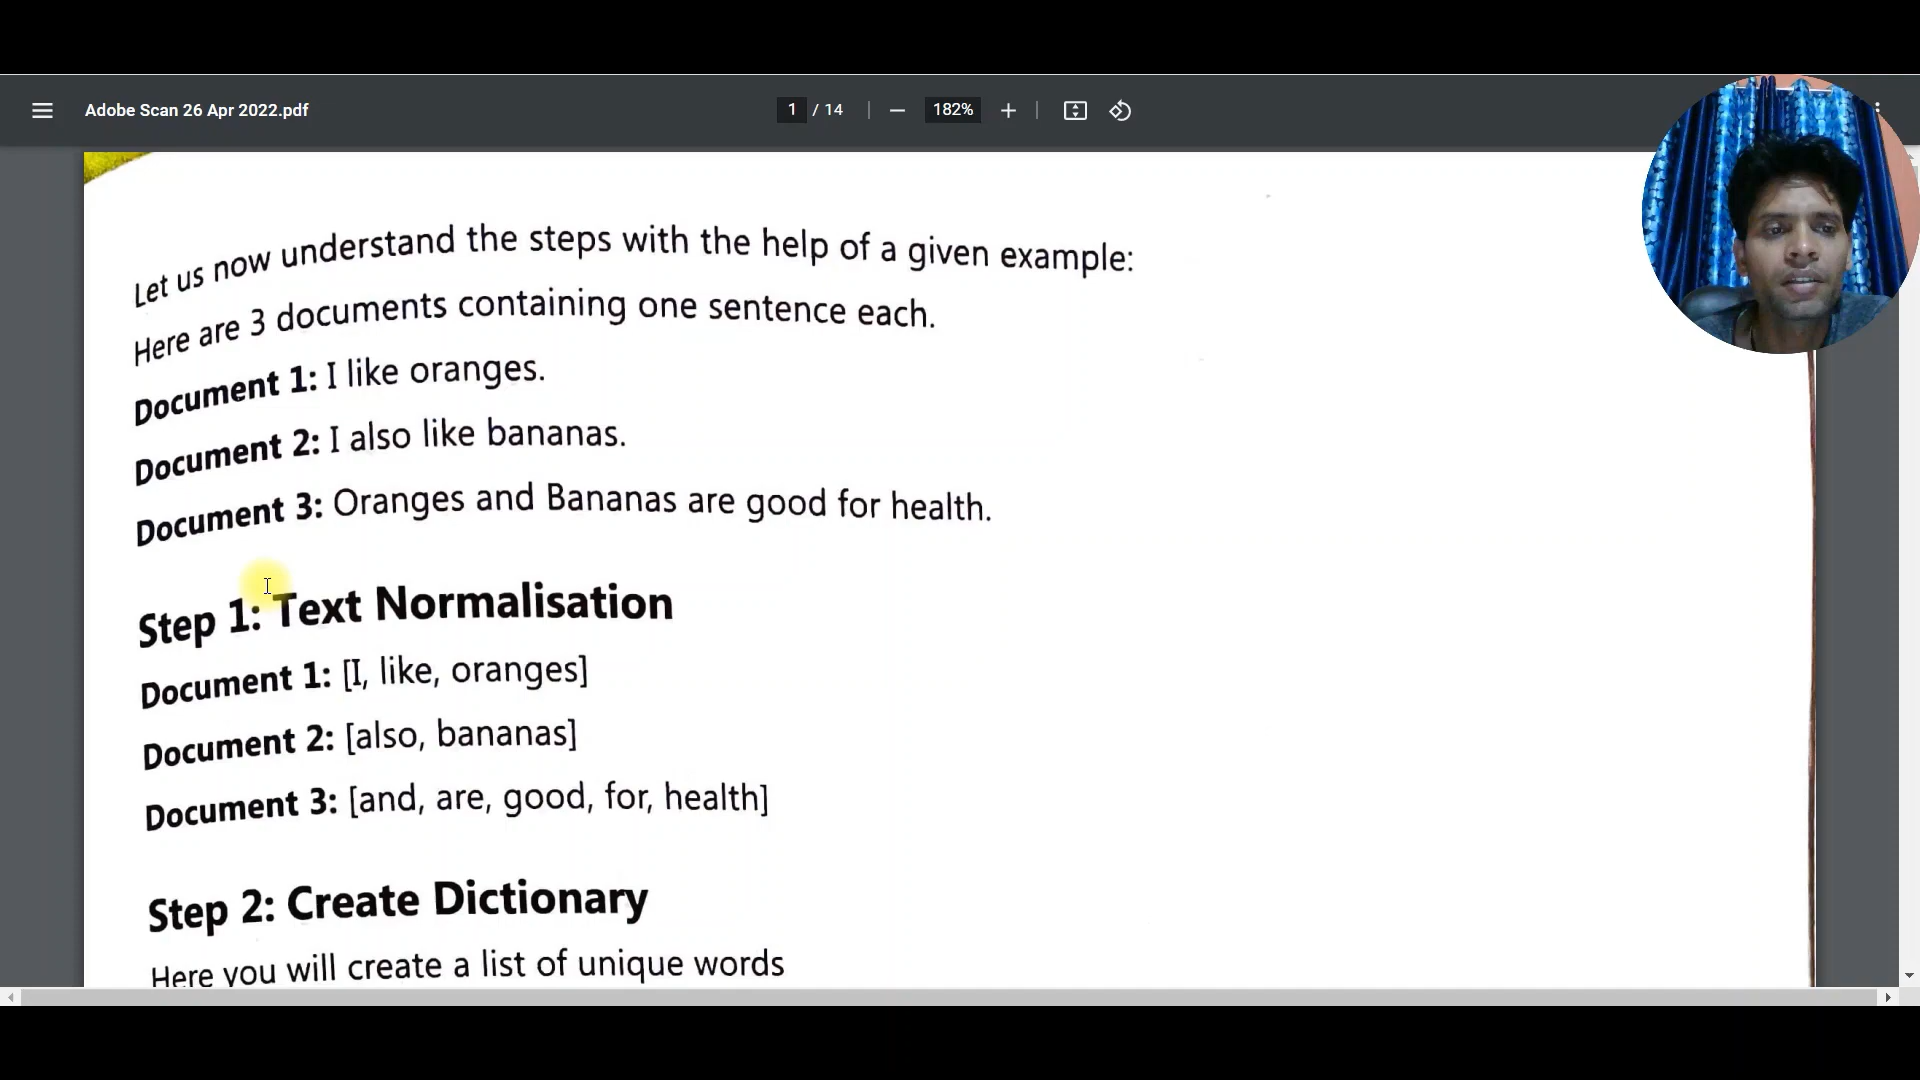 Adobe Scan 26 Apr 2022.pdf
1 / 14
182%
Let us now understand the steps with the help of a given example:
Here are 3 documents containing one sentence each.
Document 1: I like oranges.
Document 2: I also like bananas.
Document 3: Oranges and Bananas are good for health.
Step 1: Text Normalisation
Document 1: [I, like, oranges]
Document 2: [also, bananas]
Document 3: [and, are, good, for, health]
Step 2: Create Dictionary
Here you will create a list of unique words